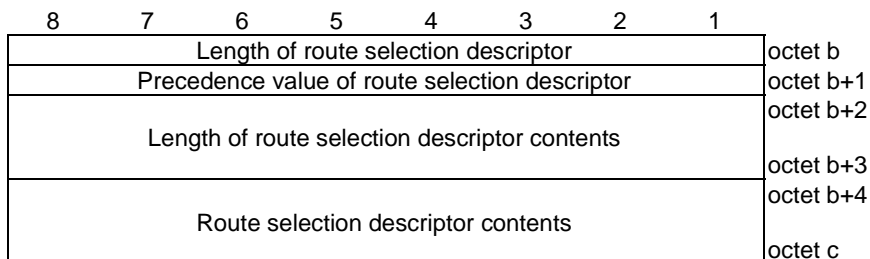 8 7 6 5 4 3 2 1
Length of route selection descriptor octet b
Precedence value of route selection descriptor octet b+1
octet b+2
Length of route selection descriptor contents
octet b+3
octet b+4
Route selection descriptor contents
octet c